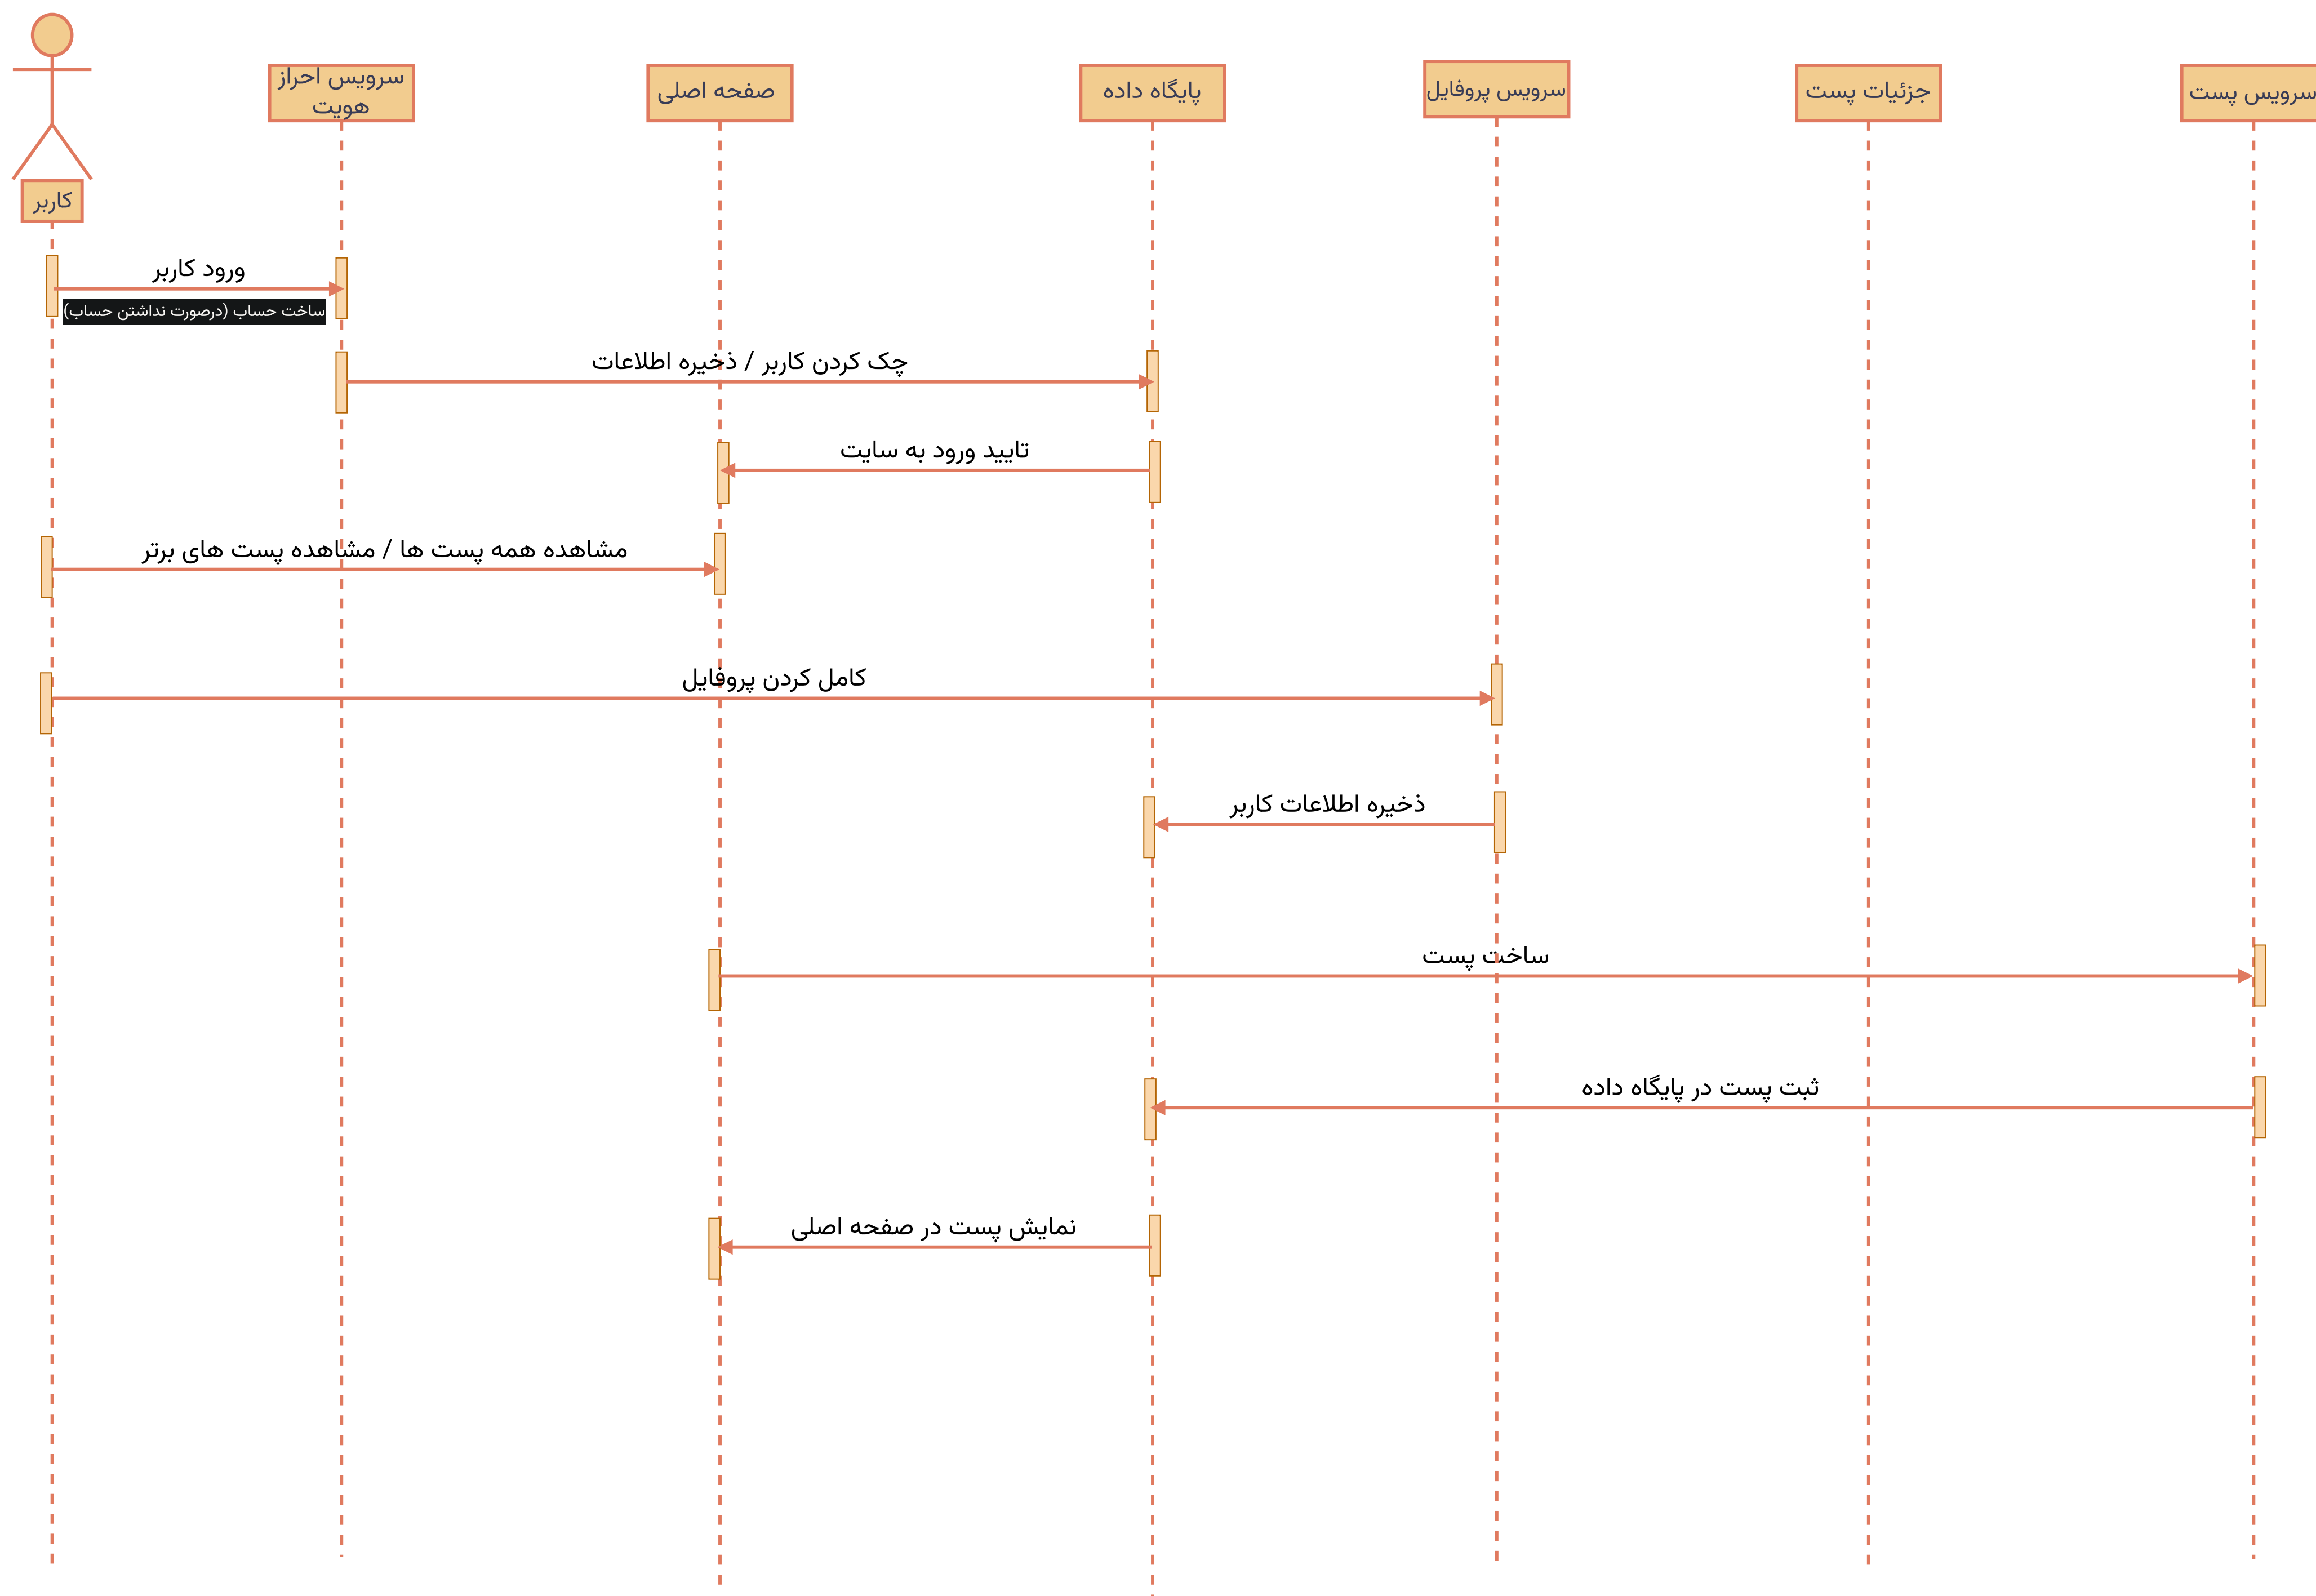 سرویس احراز
هویت
صفحه اصلی
پایگاه داده
سرویس پروفایل
جزئیات پست
سرویس پست
کاربر
ورود کاربر
ساخت حساب (درصورت نداشتن حساب)
چک کردن کاربر / ذخیره اطلاعات
تایید ورود به سایت
مشاهده همه پست ها / مشاهده پست های برتر
کامل کردن پروفایل
ذخیره اطلاعات کاربر
ساخت پست
ثبت پست در پایگاه داده
نمایش پست در صفحه اصلی